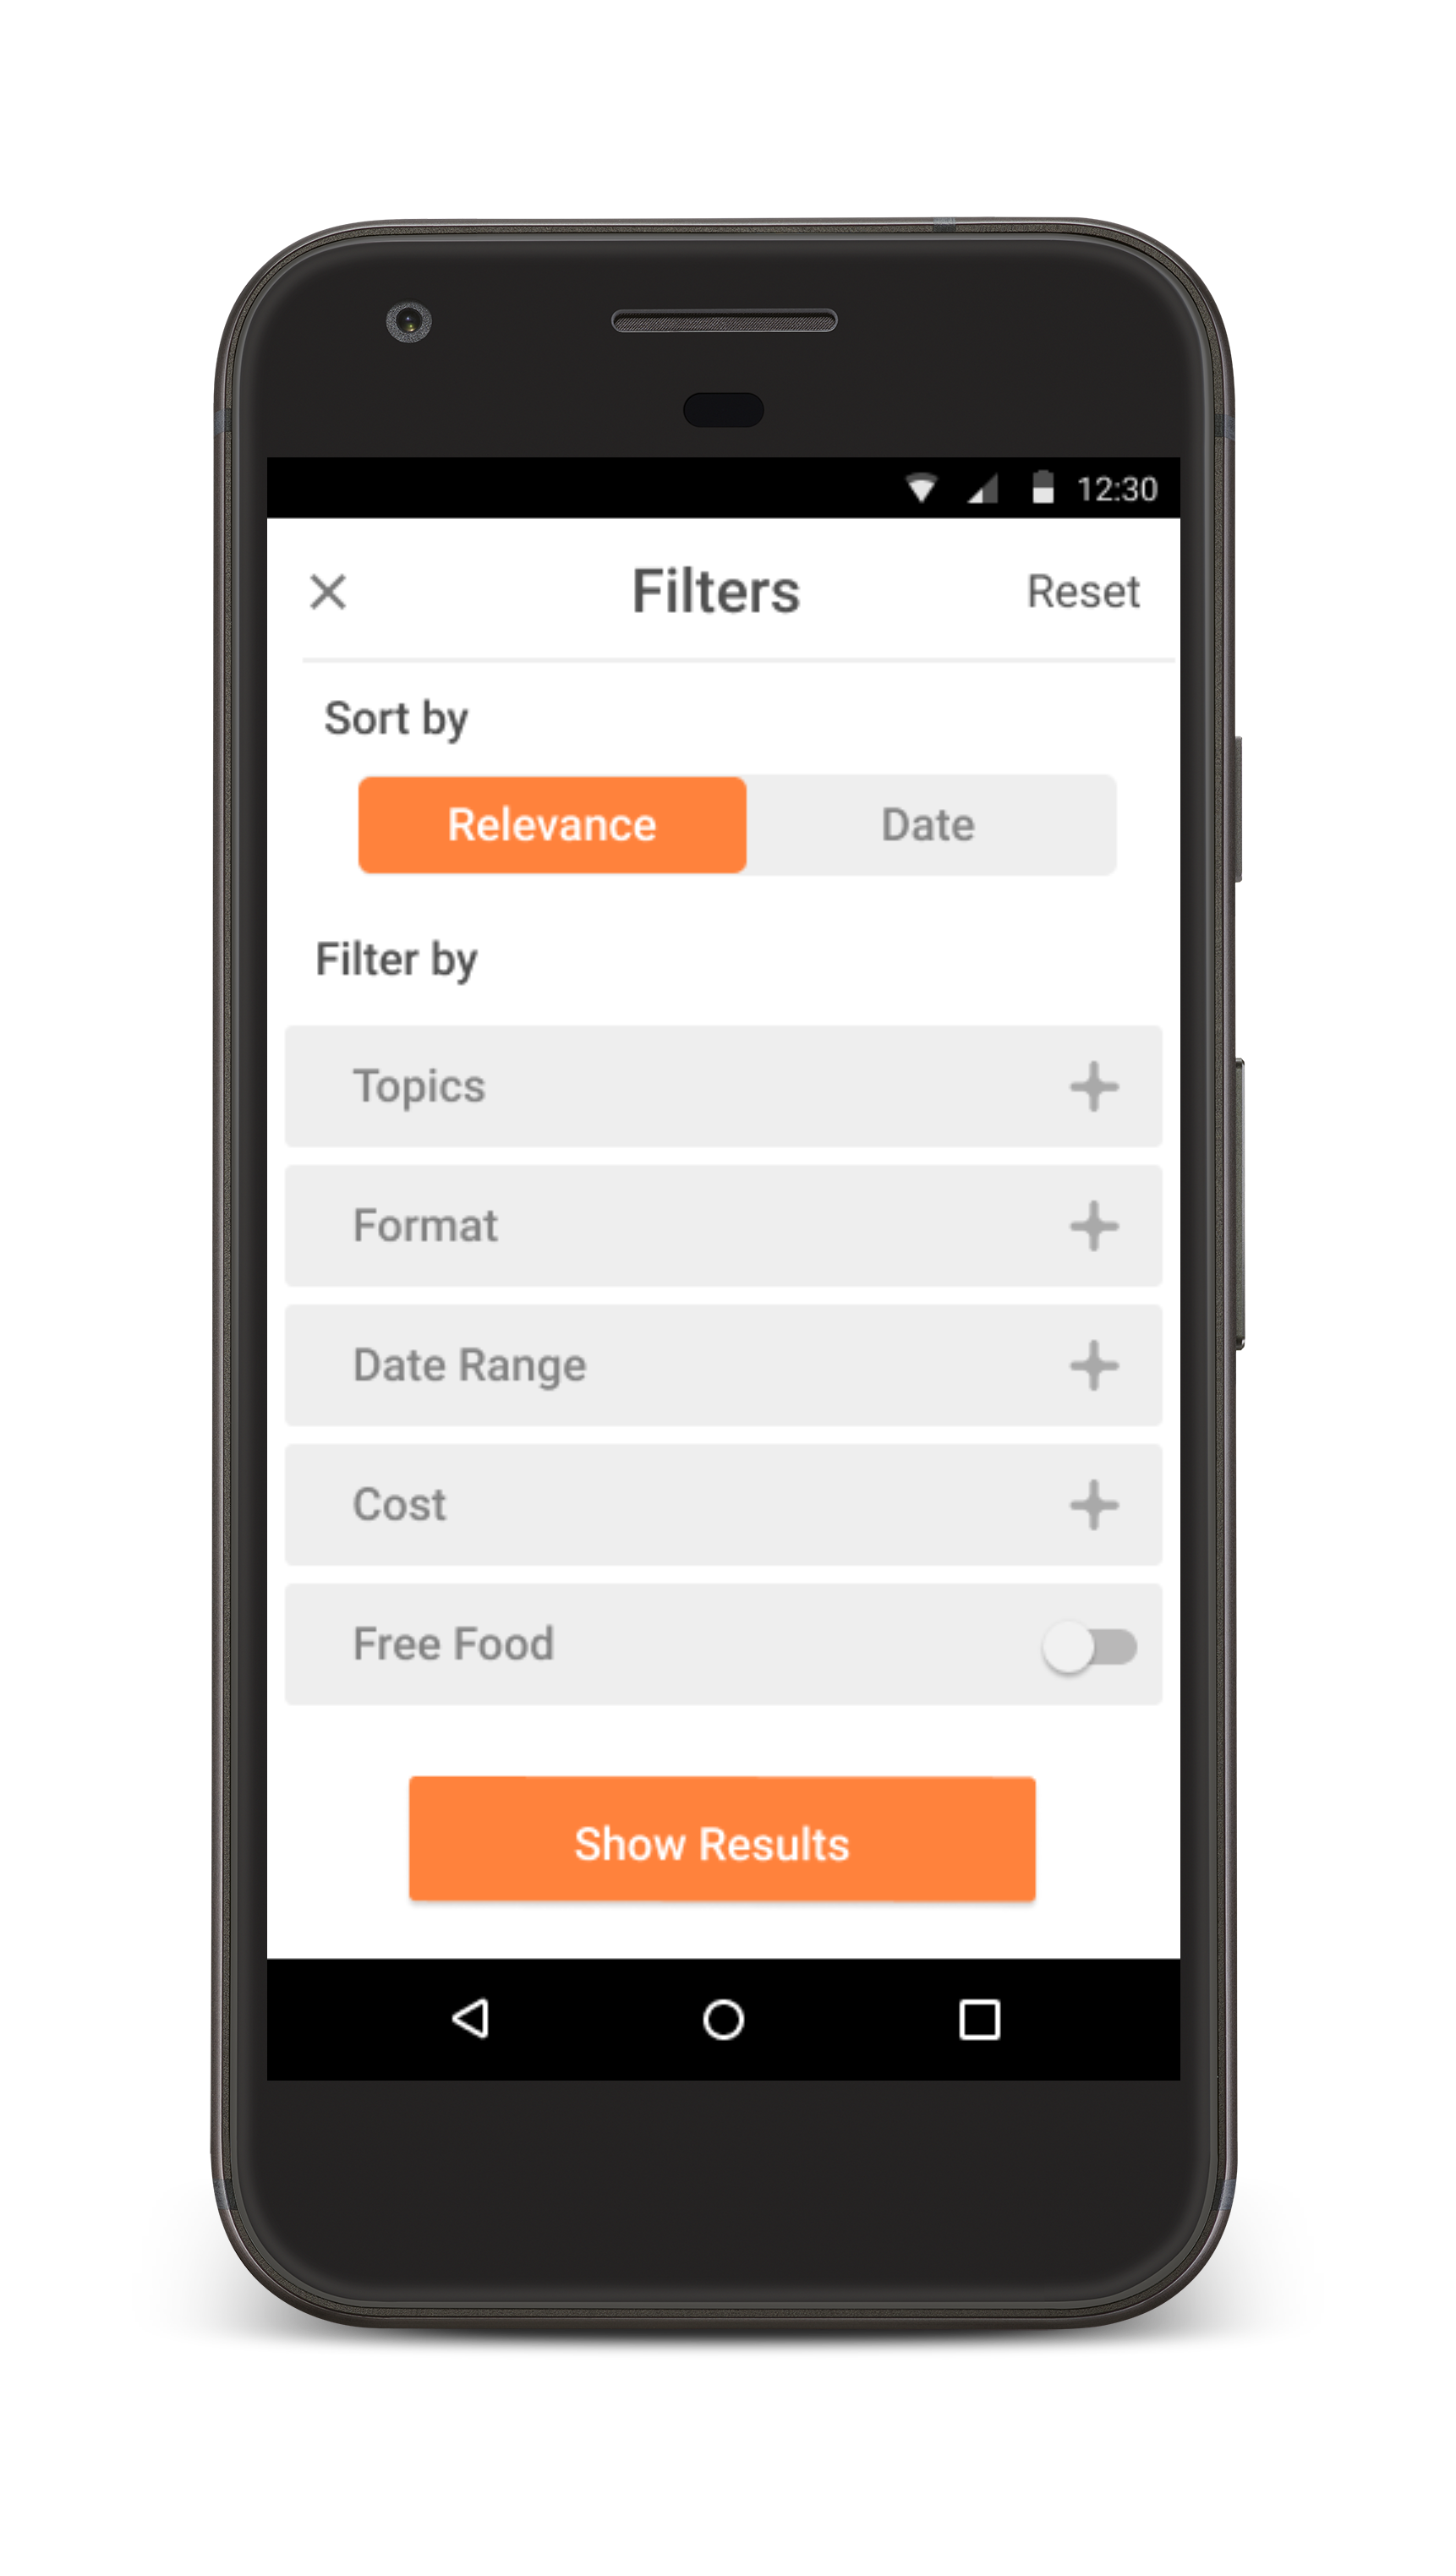 12:30
Filters Reset
Sort by
Relevance Date
Filter by
Topics
Format
Date Range
Cost
Free Food
Show Results